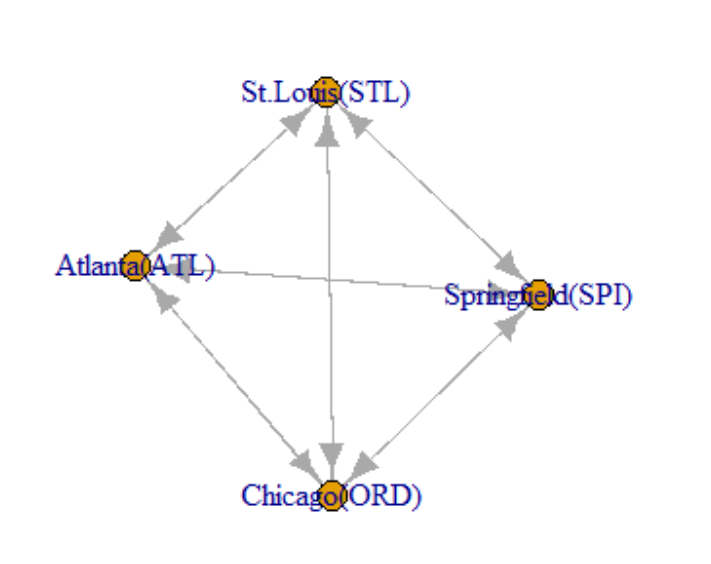 St.Louis(STL)
Atlanta(ATL)
Springfield(SPI)
Chicago(ORD)